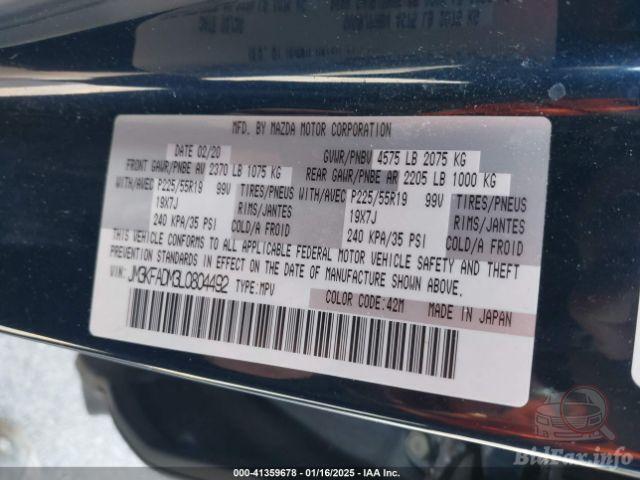 MFD. BY MAZDA MOTOR CORPORATION
DATE 02/20 GVWR/PNBV 4575 LB 2075 KG
FRONT GAWR/PNBE AV 2370 LB 1075 KG REAR GAWR/PNBE AR 2205 LB 1000 KG
WITH/AVEC P225/55R19 99V TIRES/PNEUS WITH/AVEC P225/55R19 99V TIRES/PNEUS
19X7J RIMS/JANTES 19X7J RIMS/JANTES
240 KPA/35 PSI COLD/A FROID 240 KPA/35 PSI COLD/A FROID
THIS VEHICLE CONFORMS TO ALL APPLICABLE FEDERAL MOTOR VEHICLE SAFETY AND THEFT
PREVENTION STANDARDS IN EFFECT ON THE DATE OF MANUFACTURE SHOWN ABOVE.
VIN: JM3KFADM3L0804492 TYPE:MPV
COLOR CODE:42M MADE IN JAPAN
BidFax.info
00-41359678 - 01/16/2025 - IAA Inc.